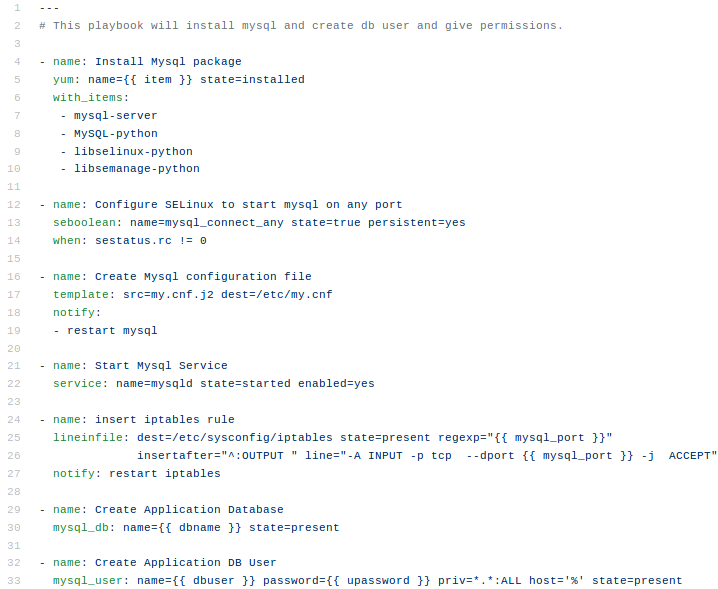 1 ---
2 # This playbook will install mysql and create db user and give permissions.
3
4 - name: Install Mysql package
5   yum: name={{ item }} state=installed
6   with_items:
7    - mysql-server
8    - MySQL-python
9    - libselinux-python
10    - libsemanage-python
11
12 - name: Configure SELinux to start mysql on any port
13   seboolean: name=mysql_connect_any state=true persistent=yes
14   when: sestatus.rc != 0
15
16 - name: Create Mysql configuration file
17   template: src=my.cnf.j2 dest=/etc/my.cnf
18   notify:
19   - restart mysql
20
21 - name: Start Mysql Service
22   service: name=mysqld state=started enabled=yes
23
24 - name: insert iptables rule
25   lineinfile: dest=/etc/sysconfig/iptables state=present regexp="{{ mysql_port }}"
26               insertafter="^:OUTPUT " line="-A INPUT -p tcp  --dport {{ mysql_port }} -j  ACCEPT"
27   notify: restart iptables
28
29 - name: Create Application Database
30   mysql_db: name={{ dbname }} state=present
31
32 - name: Create Application DB User
33   mysql_user: name={{ dbuser }} password={{ upassword }} priv=*.*:ALL host='%' state=present